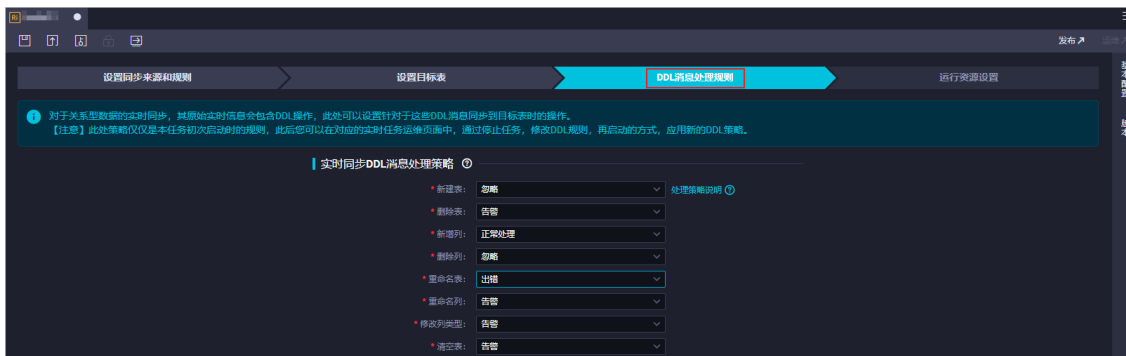 Ri
发布
设置同步来源和规则
设置目标表
DDL消息处理规则
运行资源设置
对于关系型数据的实时同步，其原始实时信息会包含DDL操作，此处可以设置针对于这些DDL消息同步到目标表时的操作。
【注意】此处策略仅仅是本任务初次启动时的规则，此后您可以在对应的实时任务运维页面中，通过停止任务，修改DDL规则，再启动的方式，应用新的DDL策略。
实时同步DDL消息处理策略
* 新建表： 忽略 处理策略说明
* 删除表： 告警
* 新增列： 正常处理
* 删除列： 忽略
* 重命名表： 出错
* 重命名列： 告警
* 修改列类型： 告警
* 清空表： 告警